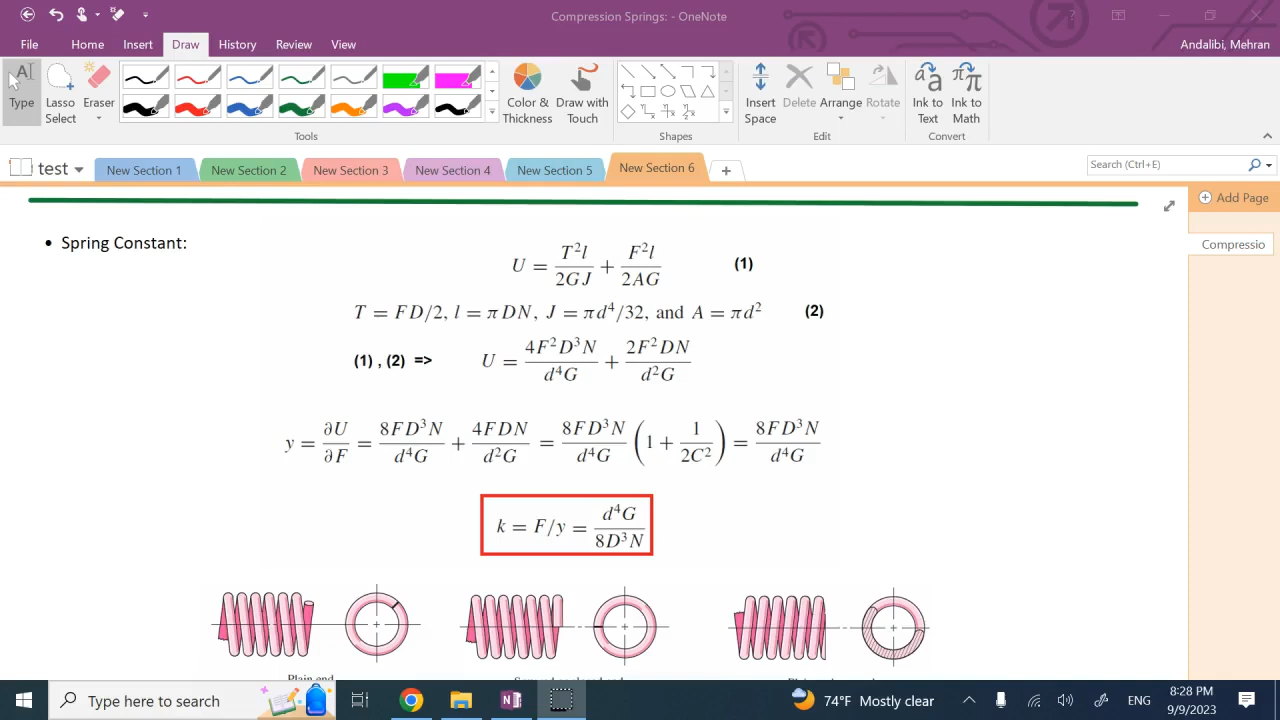 Compression Springs: - OneNote
File Home Insert Draw History Review View
Andalibi, Mehran
Type
Lasso Select
Eraser
Color & Thickness
Draw with Touch
Insert Space
Delete
Arrange
Rotate
Ink to Text
Ink to Math
Tools
Shapes
Edit
Convert
test
New Section 1
New Section 2
New Section 3
New Section 4
New Section 5
New Section 6
Search (Ctrl+E)
Add Page
Compressio
• Spring Constant:
U = T²l/2GJ + F²l/2AG (1)
T = FD/2, l = πDN, J = πd⁴/32, and A = πd² (2)
(1) , (2) => U = 4F²D³N/d⁴G + 2F²DN/d²G
y = ∂U/∂F = 8FD³N/d⁴G + 4FDN/d²G = 8FD³N/d⁴G (1 + 1/2C²) = 8FD³N/d⁴G
k = F/y = d⁴G/8D³N
Type here to search
74°F Mostly clear
ENG
8:28 PM
9/9/2023